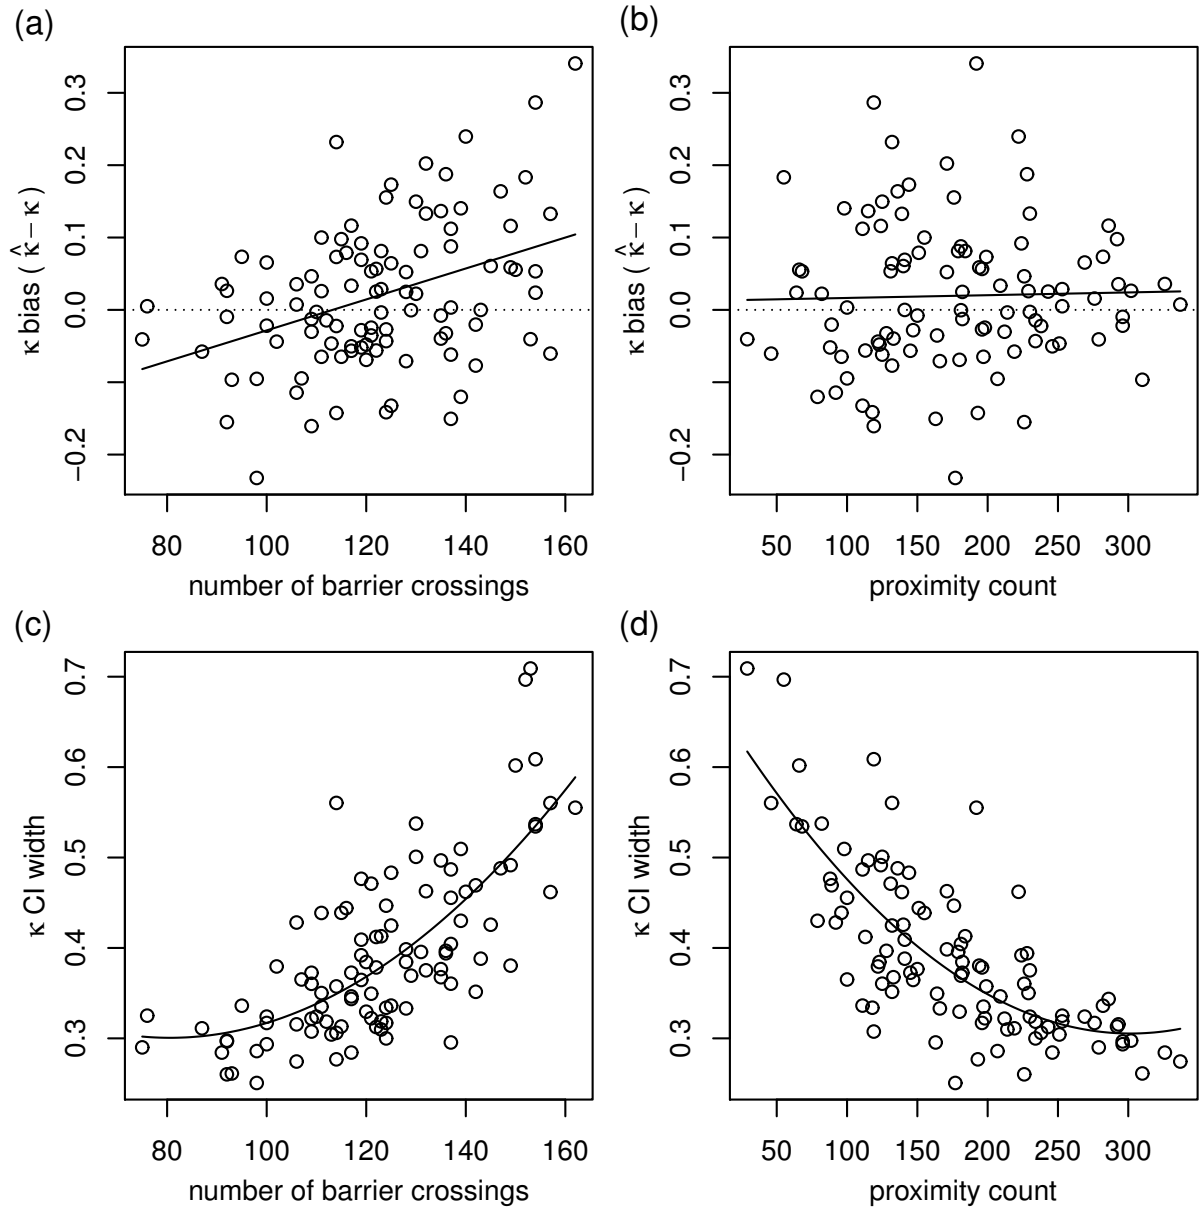 (a)
0.3
0.2
0.1
0.0
−0.2
κ bias ( κ̂ − κ )
80 100 120 140 160
number of barrier crossings
(b)
0.3
0.2
0.1
0.0
−0.2
κ bias ( κ̂ − κ )
50 100 150 200 250 300
proximity count
(c)
0.7
0.6
0.5
0.4
0.3
κ CI width
80 100 120 140 160
number of barrier crossings
(d)
0.7
0.6
0.5
0.4
0.3
κ CI width
50 100 150 200 250 300
proximity count